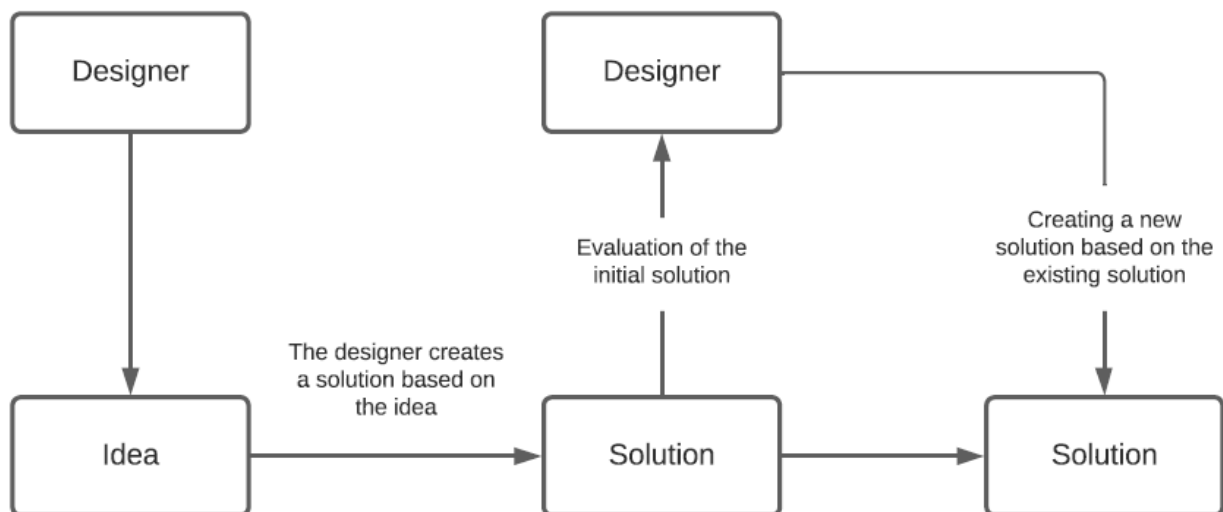 Designer
Designer
Evaluation of the
initial solution
Creating a new
solution based on the
existing solution
The designer creates
a solution based on
the idea
Idea
Solution
Solution